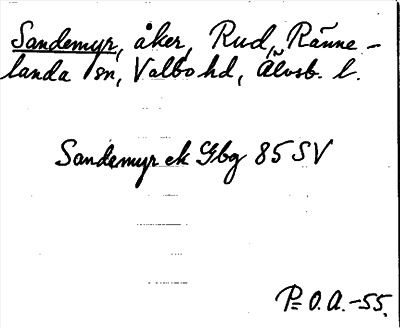 Sandemyr, åker, Rud, Ränne-
landa sn, Valbo hd, Älvsb. l.
Sandemyr ek Gbg 85 SV
P= O.A.-55.